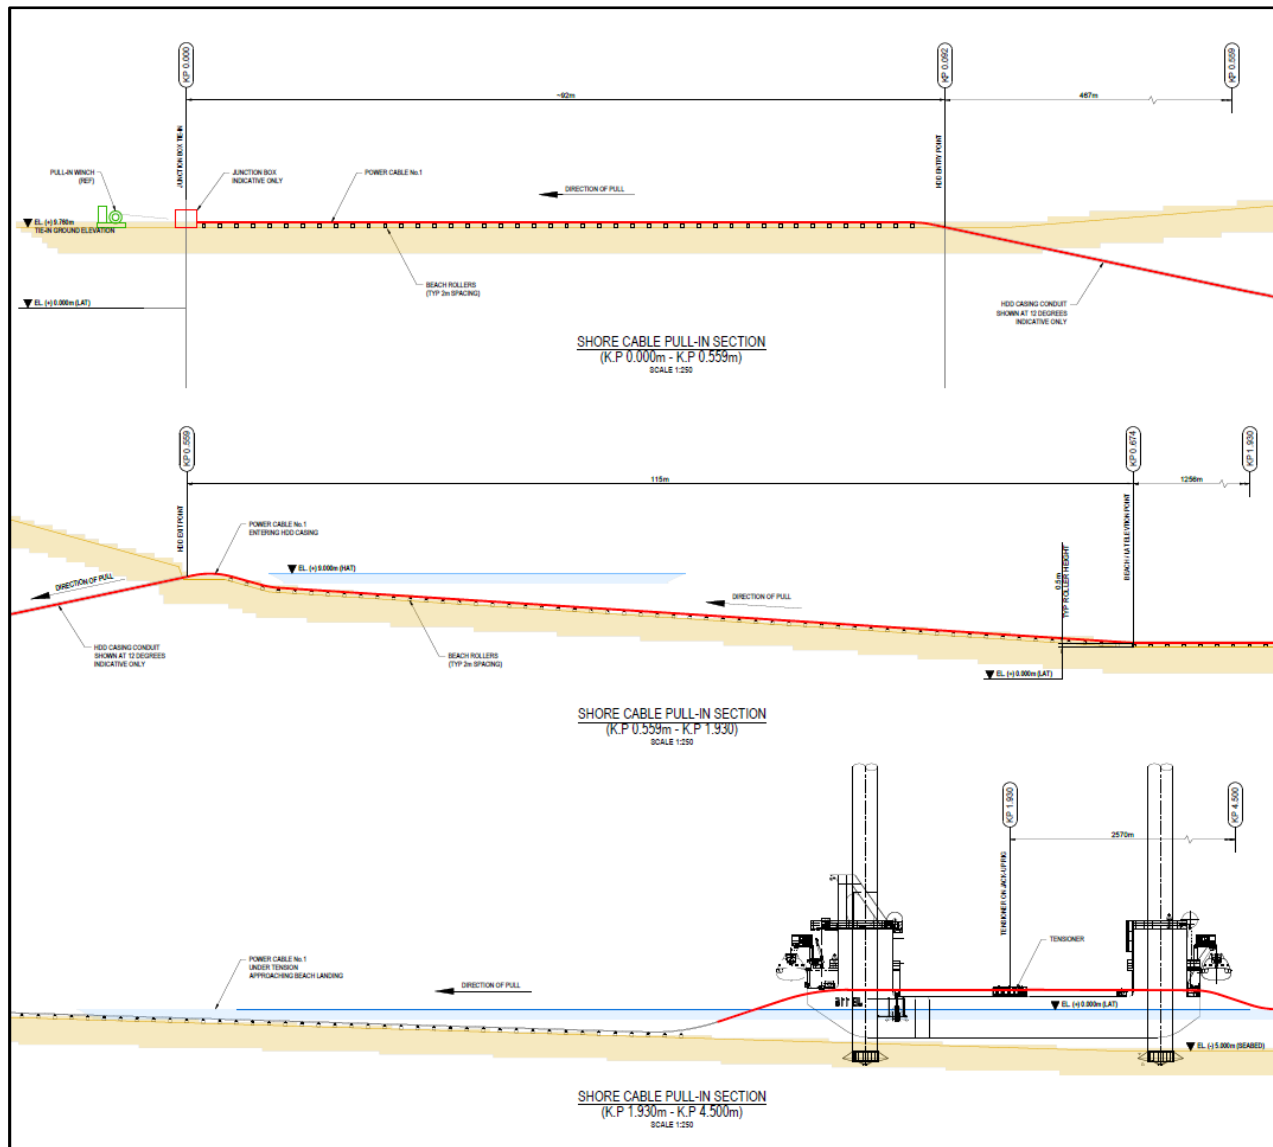 KP 0.000
KP 0.092
KP 0.559
~92m
467m
JUNCTION BOX TIE-IN
HDD ENTRY POINT
PULL-IN WINCH
(REF)
JUNCTION BOX
INDICATIVE ONLY
POWER CABLE No.1
DIRECTION OF PULL
EL. (+) 9.760m
TIE-IN GROUND ELEVATION
BEACH ROLLERS
(TYP 2m SPACING)
EL. (+) 0.000m (LAT)
HDD CASING CONDUIT
SHOWN AT 12 DEGREES
INDICATIVE ONLY
SHORE CABLE PULL-IN SECTION
(K.P 0.000m - K.P 0.559m)
SCALE 1:250
KP 0.559
KP 0.674
KP 1.930
115m
1256m
HDD EXIT POINT
BEACH / LAT ELEVTION POINT
POWER CABLE No.1
ENTERING HDD CASING
EL. (+) 9.000m (HAT)
DIRECTION OF PULL
DIRECTION OF PULL
0.5m
TYP ROLLER HEIGHT
HDD CASING CONDUIT
SHOWN AT 12 DEGREES
INDICATIVE ONLY
BEACH ROLLERS
(TYP 2m SPACING)
EL. (+) 0.000m (LAT)
SHORE CABLE PULL-IN SECTION
(K.P 0.559m - K.P 1.930)
SCALE 1:250
KP 1.930
KP 4.500
2570m
TENSIONER ON JACK-UP RIG
TENSIONER
POWER CABLE No.1
UNDER TENSION
APPROACHING BEACH LANDING
DIRECTION OF PULL
EL. (+) 0.000m (LAT)
EL. (-) 5.000m (SEABED)
SHORE CABLE PULL-IN SECTION
(K.P 1.930m - K.P 4.500m)
SCALE 1:250